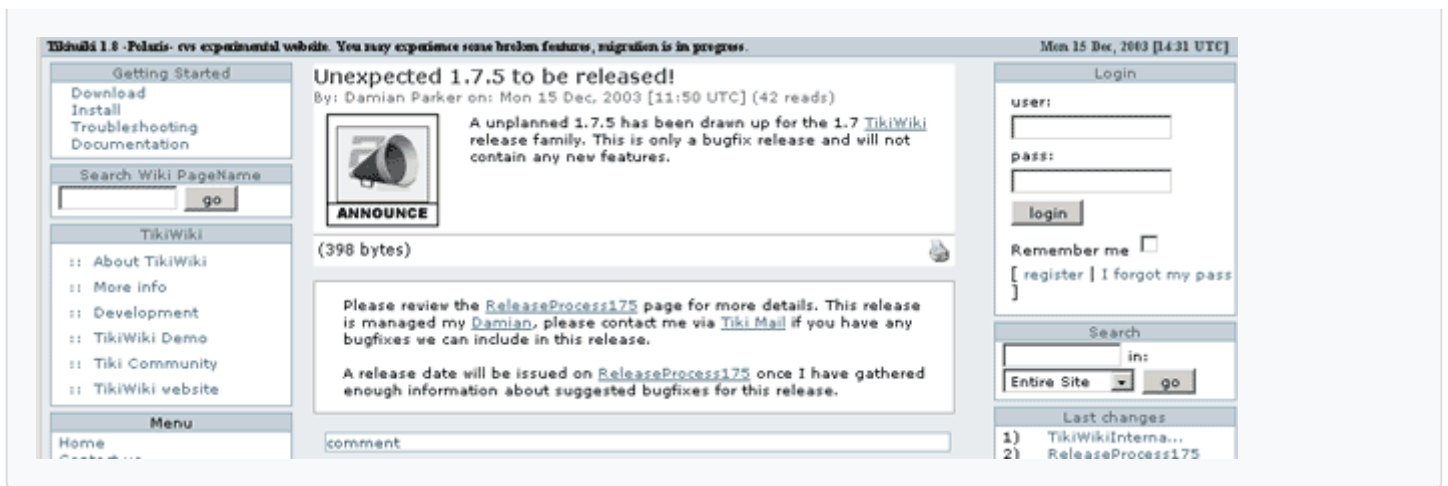 Tikiwiki 1.8 -Polaris- cvs experimental website. You may experience some broken features, migration is in progress.
Mon 15 Dec, 2003 [14:31 UTC]
Getting Started
Download
Install
Troubleshooting
Documentation
Search Wiki PageName
go
TikiWiki
:: About TikiWiki
:: More info
:: Development
:: TikiWiki Demo
:: Tiki Community
:: TikiWiki website
Menu
Home
Contact us
Unexpected 1.7.5 to be released!
By: Damian Parker on: Mon 15 Dec, 2003 [11:50 UTC] (42 reads)
ANNOUNCE
A unplanned 1.7.5 has been drawn up for the 1.7 TikiWiki
release family. This is only a bugfix release and will not
contain any new features.
(398 bytes)
Please review the ReleaseProcess175 page for more details. This release
is managed my Damian, please contact me via Tiki Mail if you have any
bugfixes we can include in this release.
A release date will be issued on ReleaseProcess175 once I have gathered
enough information about suggested bugfixes for this release.
comment
Login
user:
pass:
login
Remember me
[ register | I forgot my pass
]
Search
in:
Entire Site go
Last changes
1) TikiWikiInterna...
2) ReleaseProcess175